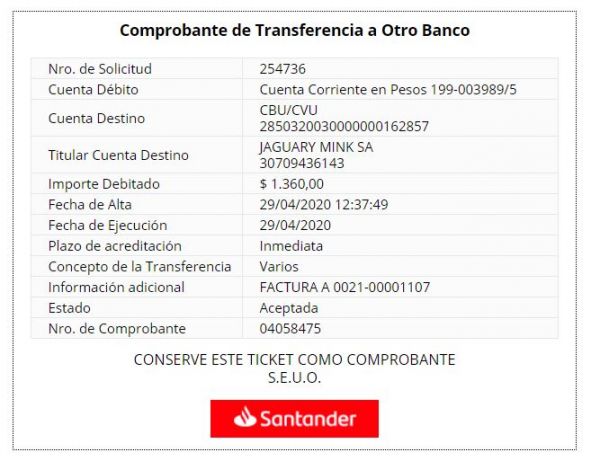 Comprobante de Transferencia a Otro Banco
Nro. de Solicitud 254736
Cuenta Débito Cuenta Corriente en Pesos 199-003989/5
Cuenta Destino CBU/CVU
2850320030000000162857
Titular Cuenta Destino JAGUARY MINK SA
30709436143
Importe Debitado $ 1.360,00
Fecha de Alta 29/04/2020 12:37:49
Fecha de Ejecución 29/04/2020
Plazo de acreditación Inmediata
Concepto de la Transferencia Varios
Información adicional FACTURA A 0021-00001107
Estado Aceptada
Nro. de Comprobante 04058475
CONSERVE ESTE TICKET COMO COMPROBANTE
S.E.U.O.
Santander